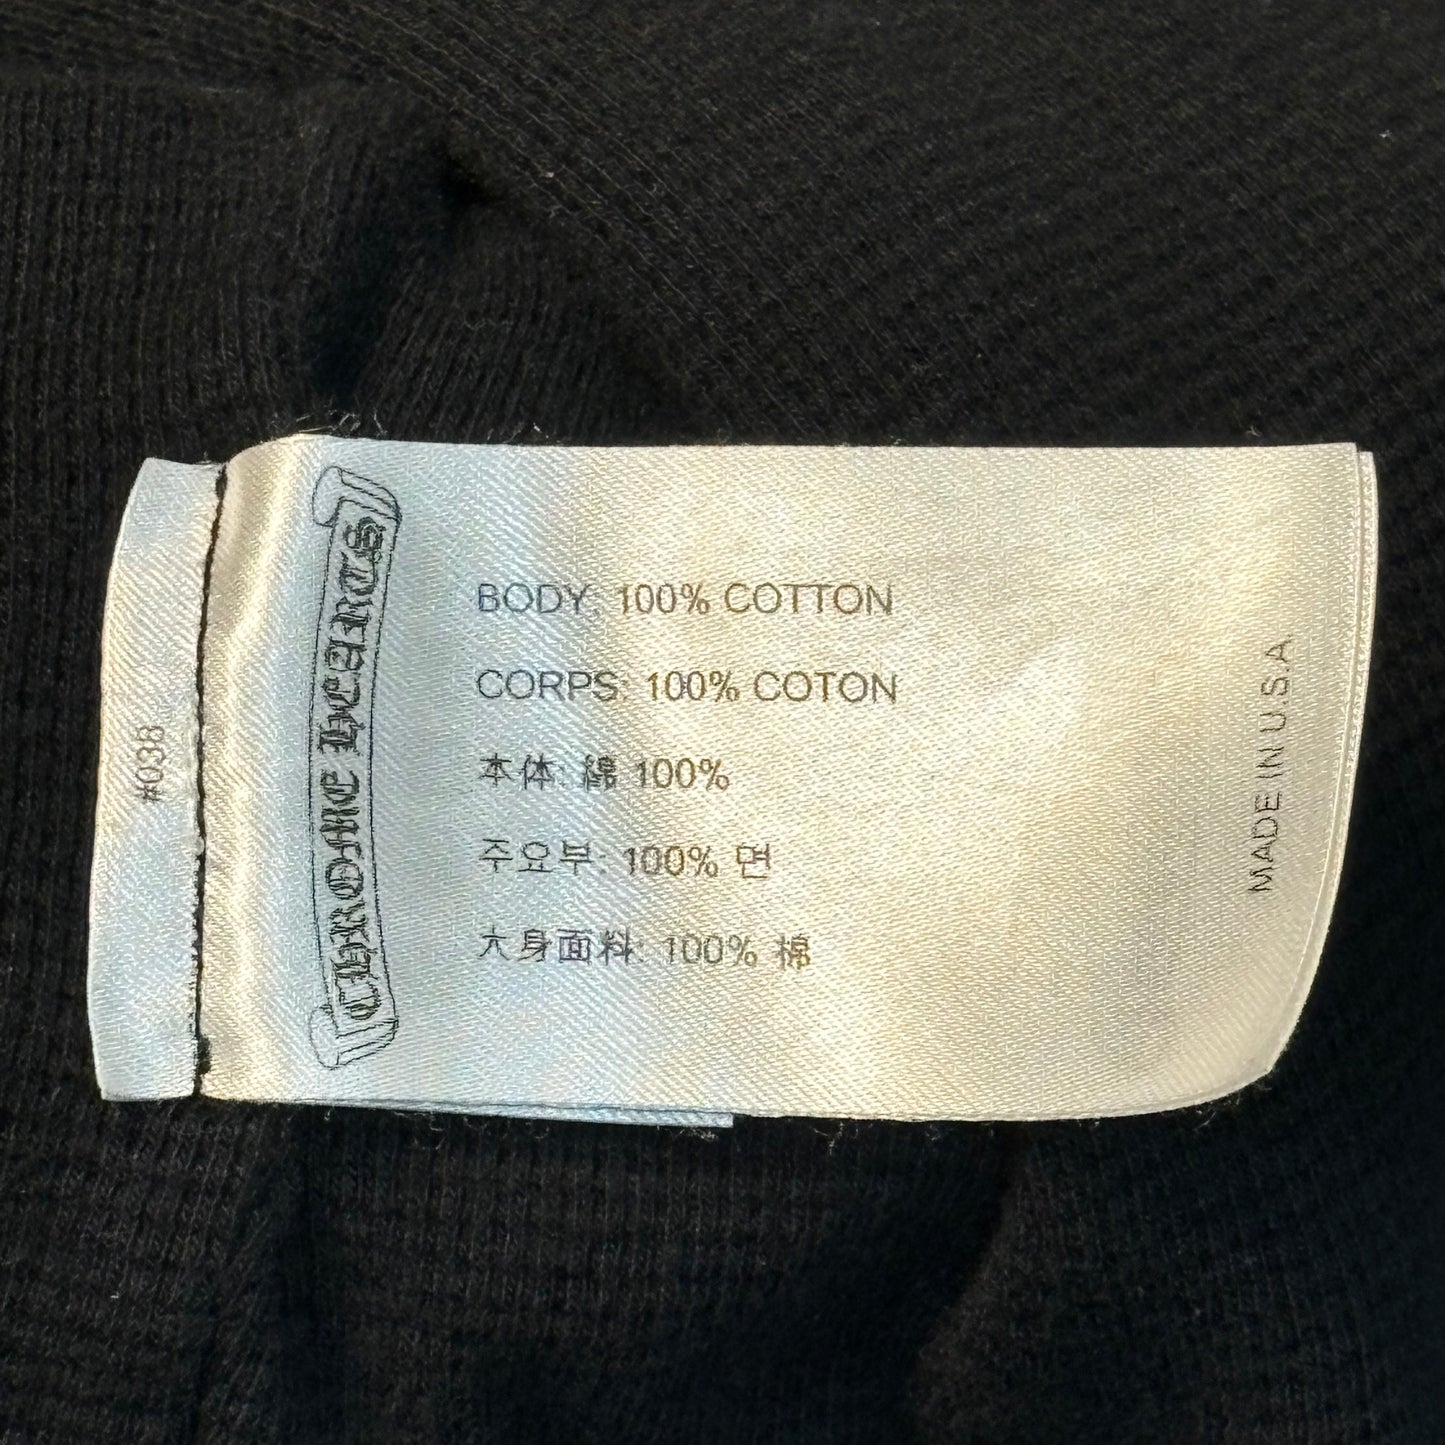 #038
CHROME HEARTS
BODY: 100% COTTON
CORPS: 100% COTON
本体: 綿 100%
주요부: 100% 면
大身面料: 100% 棉
MADE IN U.S.A